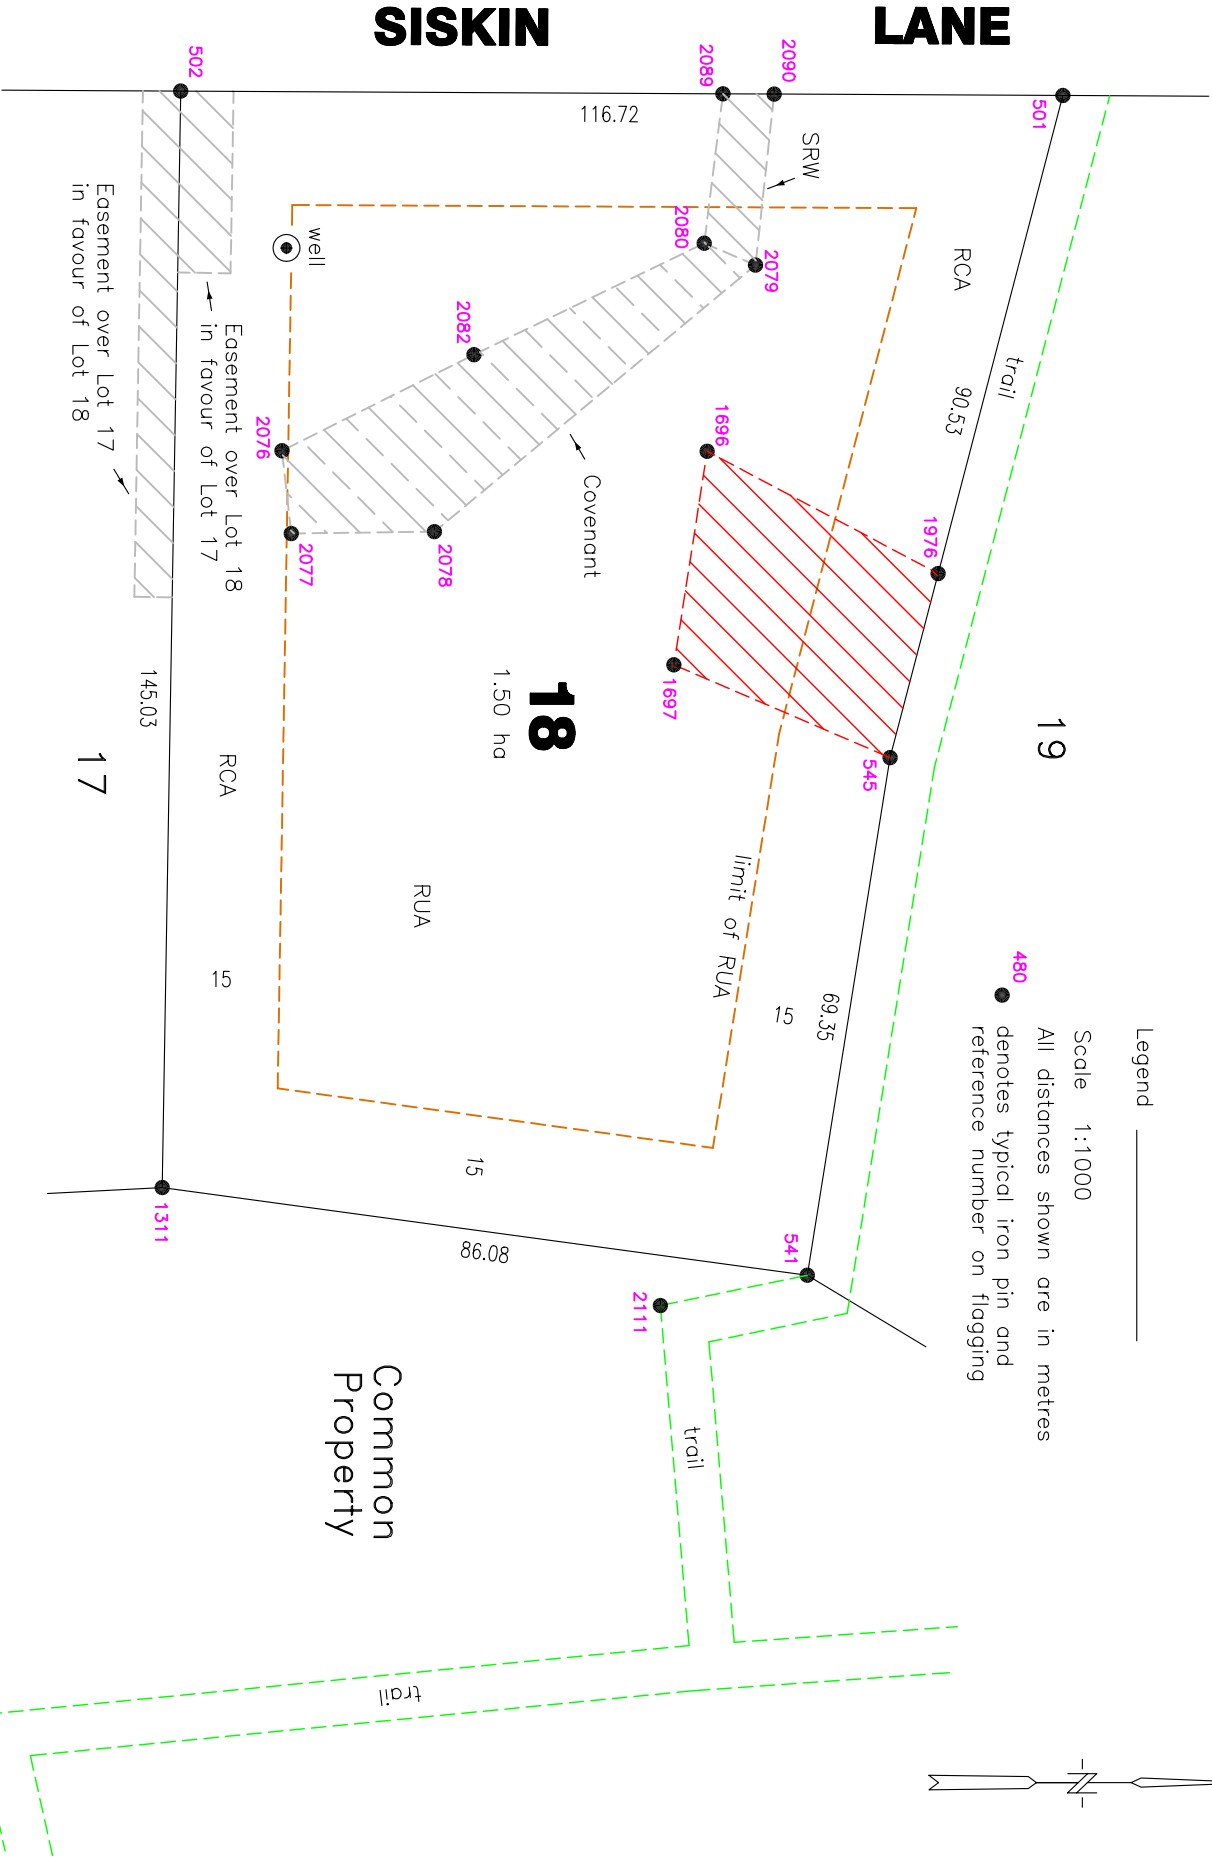 SISKIN LANE
502
2089
2090
501
116.72
SRW
2080
2079
RCA
well
2082
trail
90.53
Easement over Lot 17
in favour of Lot 18
Easement over Lot 18
in favour of Lot 17
2076
1696
1976
Covenant
2077
2078
1697
545
18
1.50 ha
19
145.03
17
RCA
RUA
limit of RUA
15
15
69.35
15
480
Legend
Scale 1:1000
All distances shown are in metres
denotes typical iron pin and
reference number on flagging
1311
86.08
541
2111
Common
Property
trail
trail
N